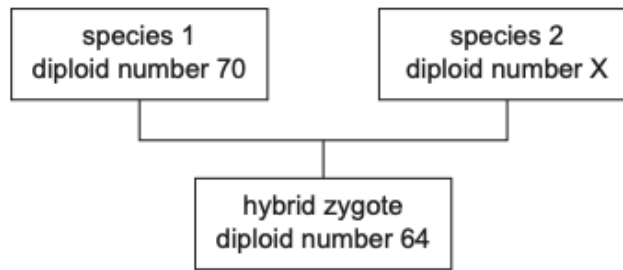 species 1
diploid number 70
species 2
diploid number X
hybrid zygote
diploid number 64